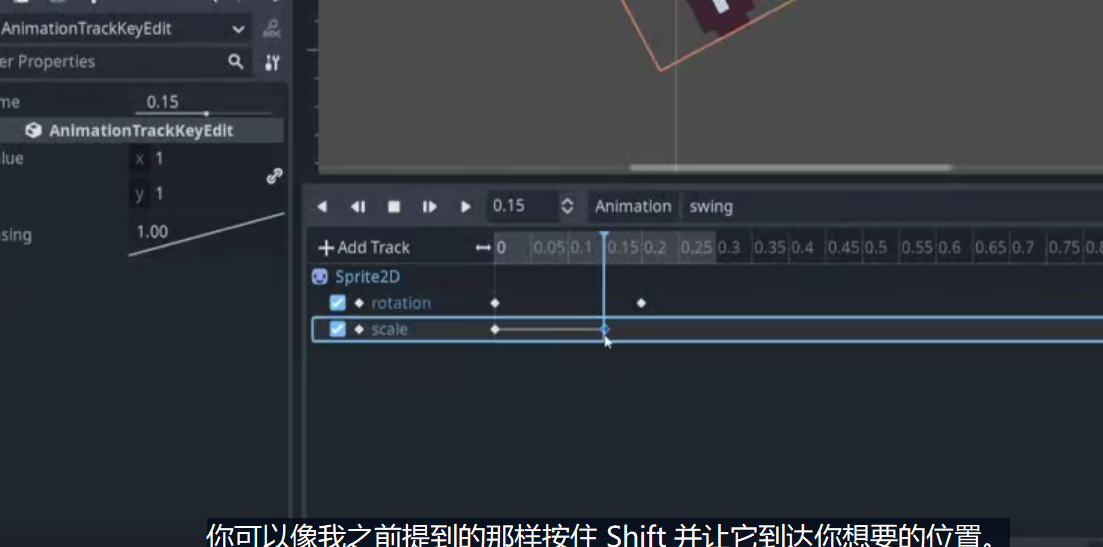 AnimationTrackKeyEdit
er Properties
me 0.15
AnimationTrackKeyEdit
lue x 1
y 1
sing 1.00
0.15 Animation swing
Add Track 0 0.05 0.1 0.15 0.2 0.25 0.3 0.35 0.4 0.45 0.5 0.55 0.6 0.65 0.7 0.75 0.8
Sprite2D
rotation
scale
你可以像我之前提到的那样按住 Shift 并让它到达你想要的位置。